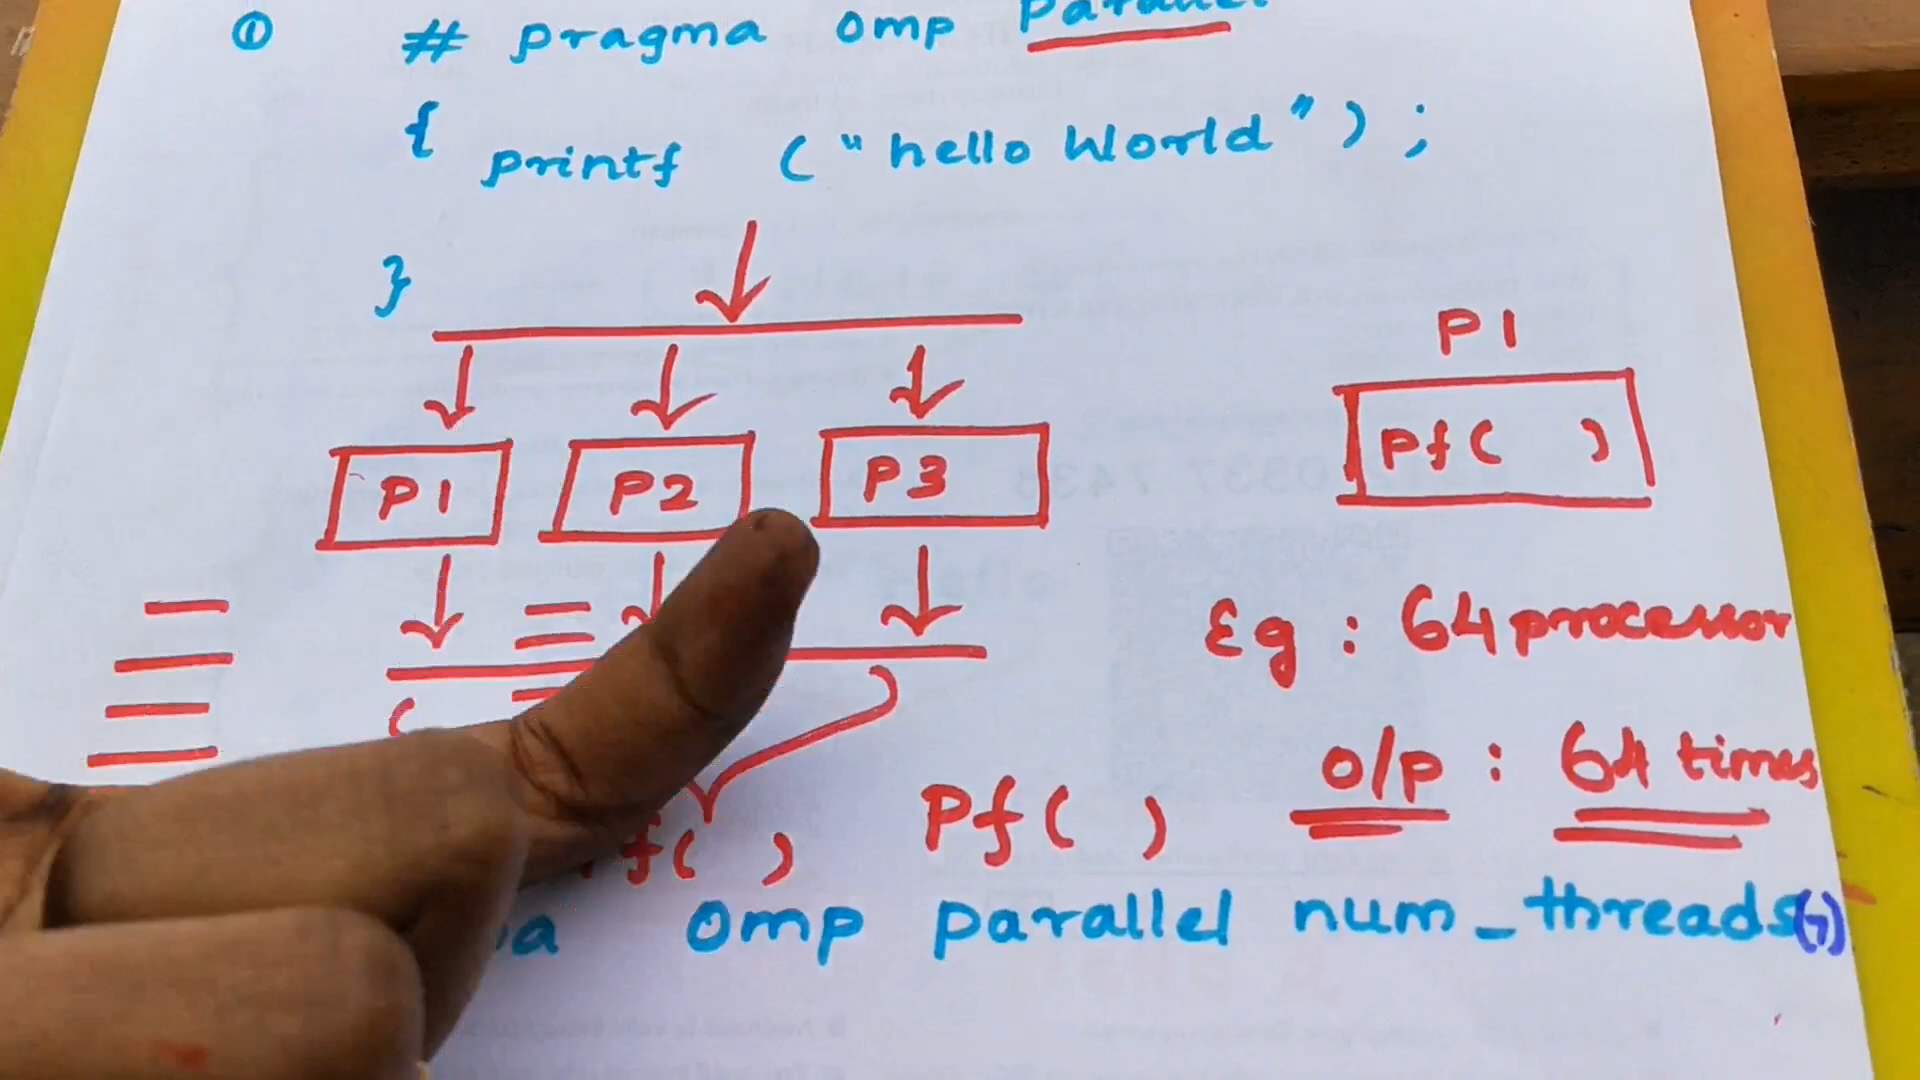 ① # pragma omp Parallel
{ printf ("hello World");
}
P1
P1 P2 P3
Pf( )
Eg : 64 processor
o/p : 64 times
f( ) Pf( )
a omp parallel num_threads(7)